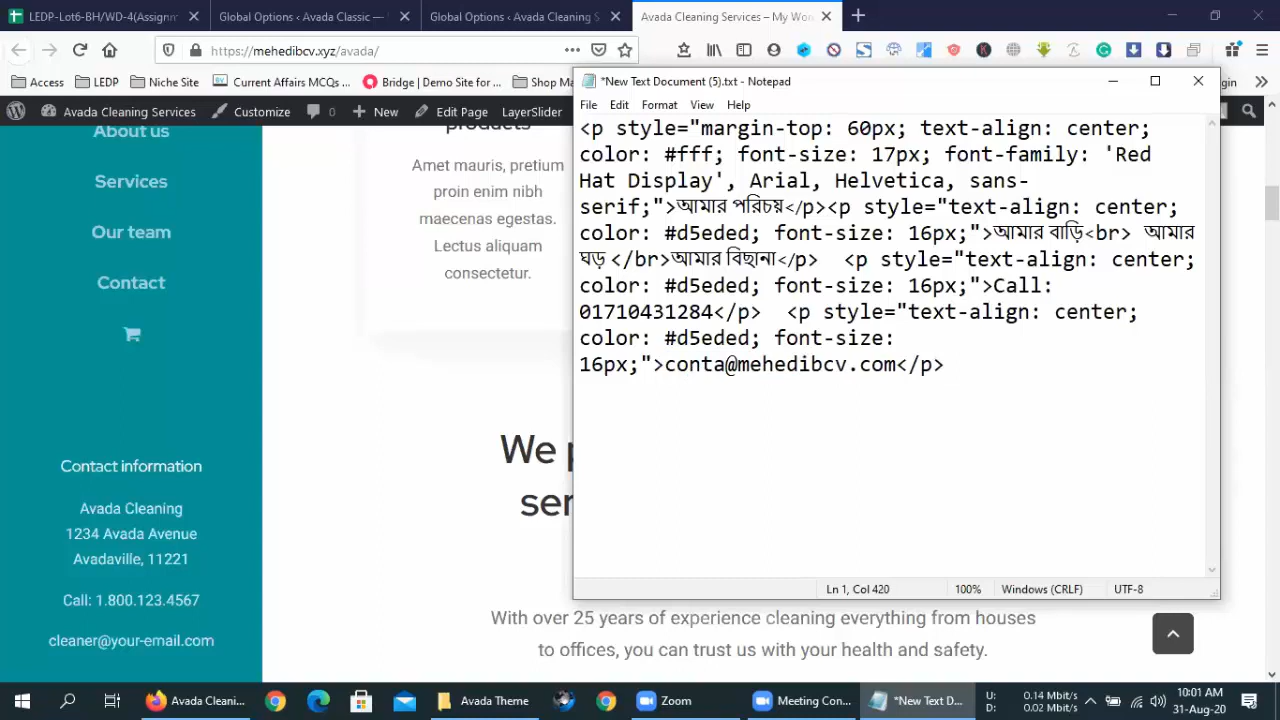 LEDP-Lot6-BH/WD-4(Assignm
Global Options ‹ Avada Classic —
Global Options ‹ Avada Cleaning S
Avada Cleaning Services – My Wor
https://mehedibcv.xyz/avada/
Access
LEDP
Niche Site
Current Affairs MCQs ...
Bridge | Demo Site for...
Shop Ma
Avada Cleaning Services
Customize
0
New
Edit Page
LayerSlider
*New Text Document (5).txt - Notepad
File Edit Format View Help
<p style="margin-top: 60px; text-align: center;
color: #fff; font-size: 17px; font-family: 'Red
Hat Display', Arial, Helvetica, sans-
serif;">আমার পরিচয়</p><p style="text-align: center;
color: #d5eded; font-size: 16px;">আমার বাড়ি<br> আমার
ঘড় </br>আমার বিছানা</p> <p style="text-align: center;
color: #d5eded; font-size: 16px;">Call:
01710431284</p> <p style="text-align: center;
color: #d5eded; font-size:
16px;">conta@mehedibcv.com</p>
Ln 1, Col 420
100%
Windows (CRLF)
UTF-8
About us
Services
Our team
Contact
Contact information
Avada Cleaning
1234 Avada Avenue
Avadaville, 11221
Call: 1.800.123.4567
cleaner@your-email.com
products
Amet mauris, pretium
proin enim nibh
maecenas egestas.
Lectus aliquam
consectetur.
We
With over 25 years of experience cleaning everything from houses
to offices, you can trust us with your health and safety.
Avada Cleani...
Avada Theme
Zoom
Meeting Con...
*New Text D...
U: 0.14 Mbit/s
D: 0.02 Mbit/s
10:01 AM
31-Aug-20